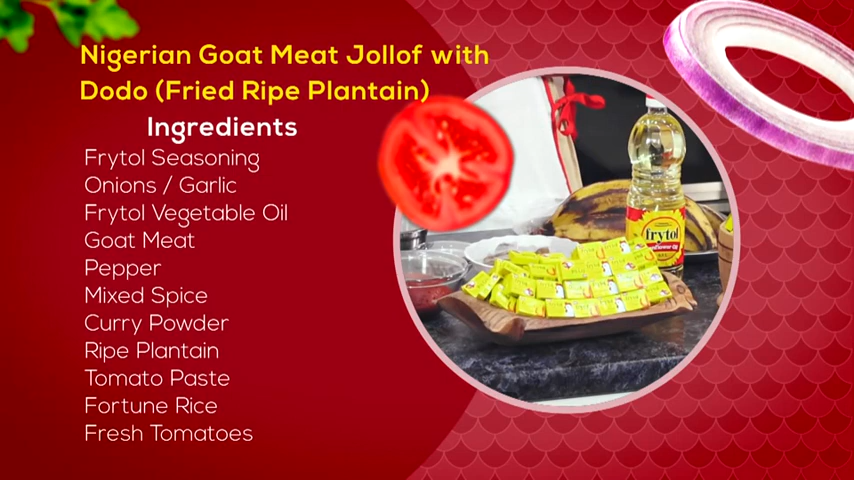 Nigerian Goat Meat Jollof with
Dodo (Fried Ripe Plantain)
Ingredients
Frytol Seasoning
Onions / Garlic
Frytol Vegetable Oil
Goat Meat
Pepper
Mixed Spice
Curry Powder
Ripe Plantain
Tomato Paste
Fortune Rice
Fresh Tomatoes
frytol